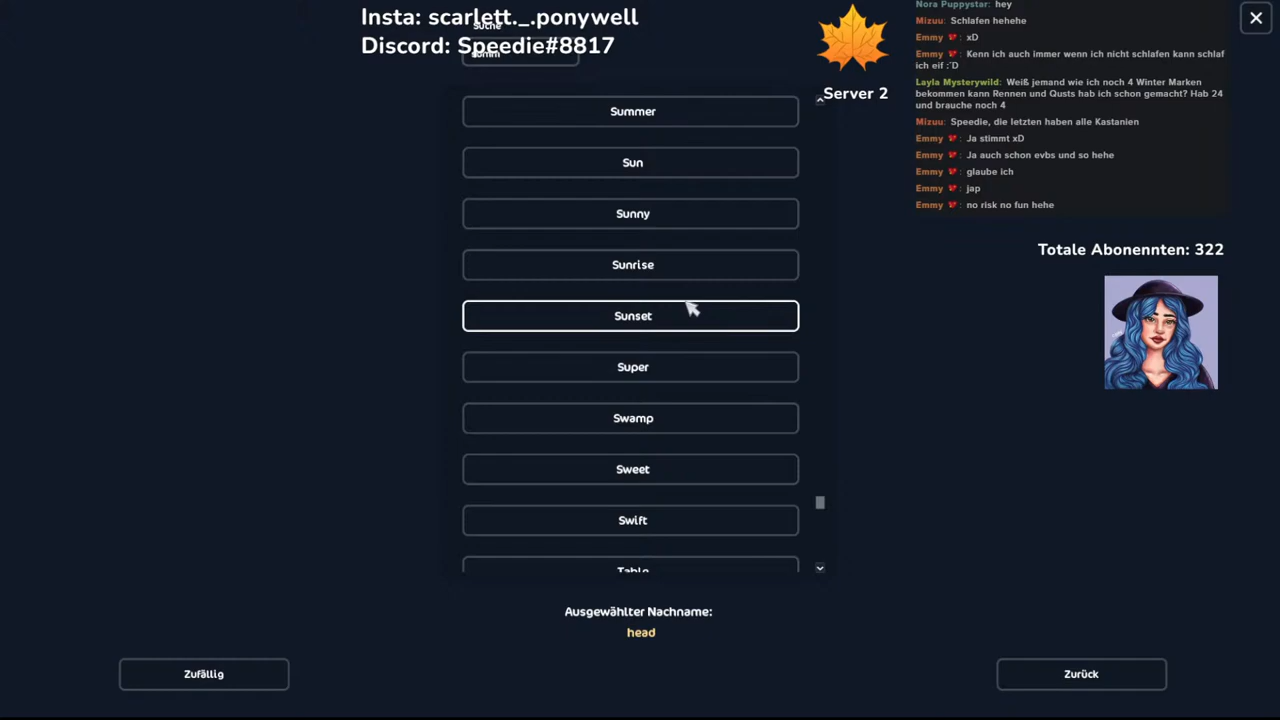 Insta: scarlett._.ponywell
Suche
Discord: Speedie#8817
somm
Server 2
Summer
Sun
Sunny
Sunrise
Sunset
Super
Swamp
Sweet
Swift
Table
Ausgewählter Nachname:
head
Zufällig
Zurück
Nora Puppystar: hey
Mizuu: Schlafen hehehe
Emmy : xD
Emmy : Kenn ich auch immer wenn ich nicht schlafen kann schlaf
ich eif :´D
Layla Mysterywild: Weiß jemand wie ich noch 4 Winter Marken
bekommen kann Rennen und Qusts hab ich schon gemacht? Hab 24
und brauche noch 4
Mizuu: Speedie, die letzten haben alle Kastanien
Emmy : Ja stimmt xD
Emmy : Ja auch schon evbs und so hehe
Emmy : glaube ich
Emmy : jap
Emmy : no risk no fun hehe
Totale Abonennten: 322